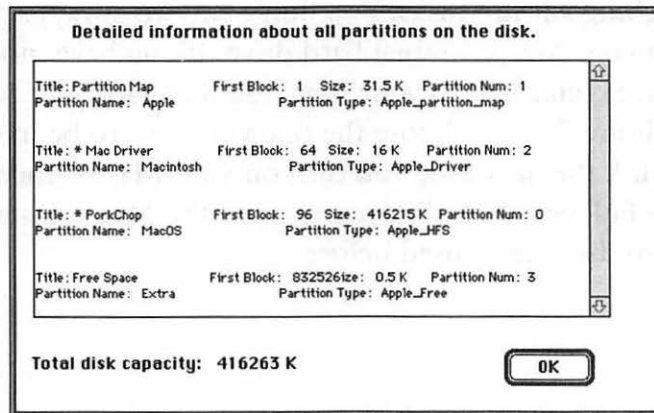 Detailed information about all partitions on the disk.
Title: Partition Map First Block: 1 Size: 31.5 K Partition Num: 1
Partition Name: Apple Partition Type: Apple_partition_map
Title: * Mac Driver First Block: 64 Size: 16 K Partition Num: 2
Partition Name: Macintosh Partition Type: Apple_Driver
Title: * PorkChop First Block: 96 Size: 416215 K Partition Num: 0
Partition Name: MacOS Partition Type: Apple_HFS
Title: Free Space First Block: 832526ize: 0.5 K Partition Num: 3
Partition Name: Extra Partition Type: Apple_Free
Total disk capacity: 416263 K
OK